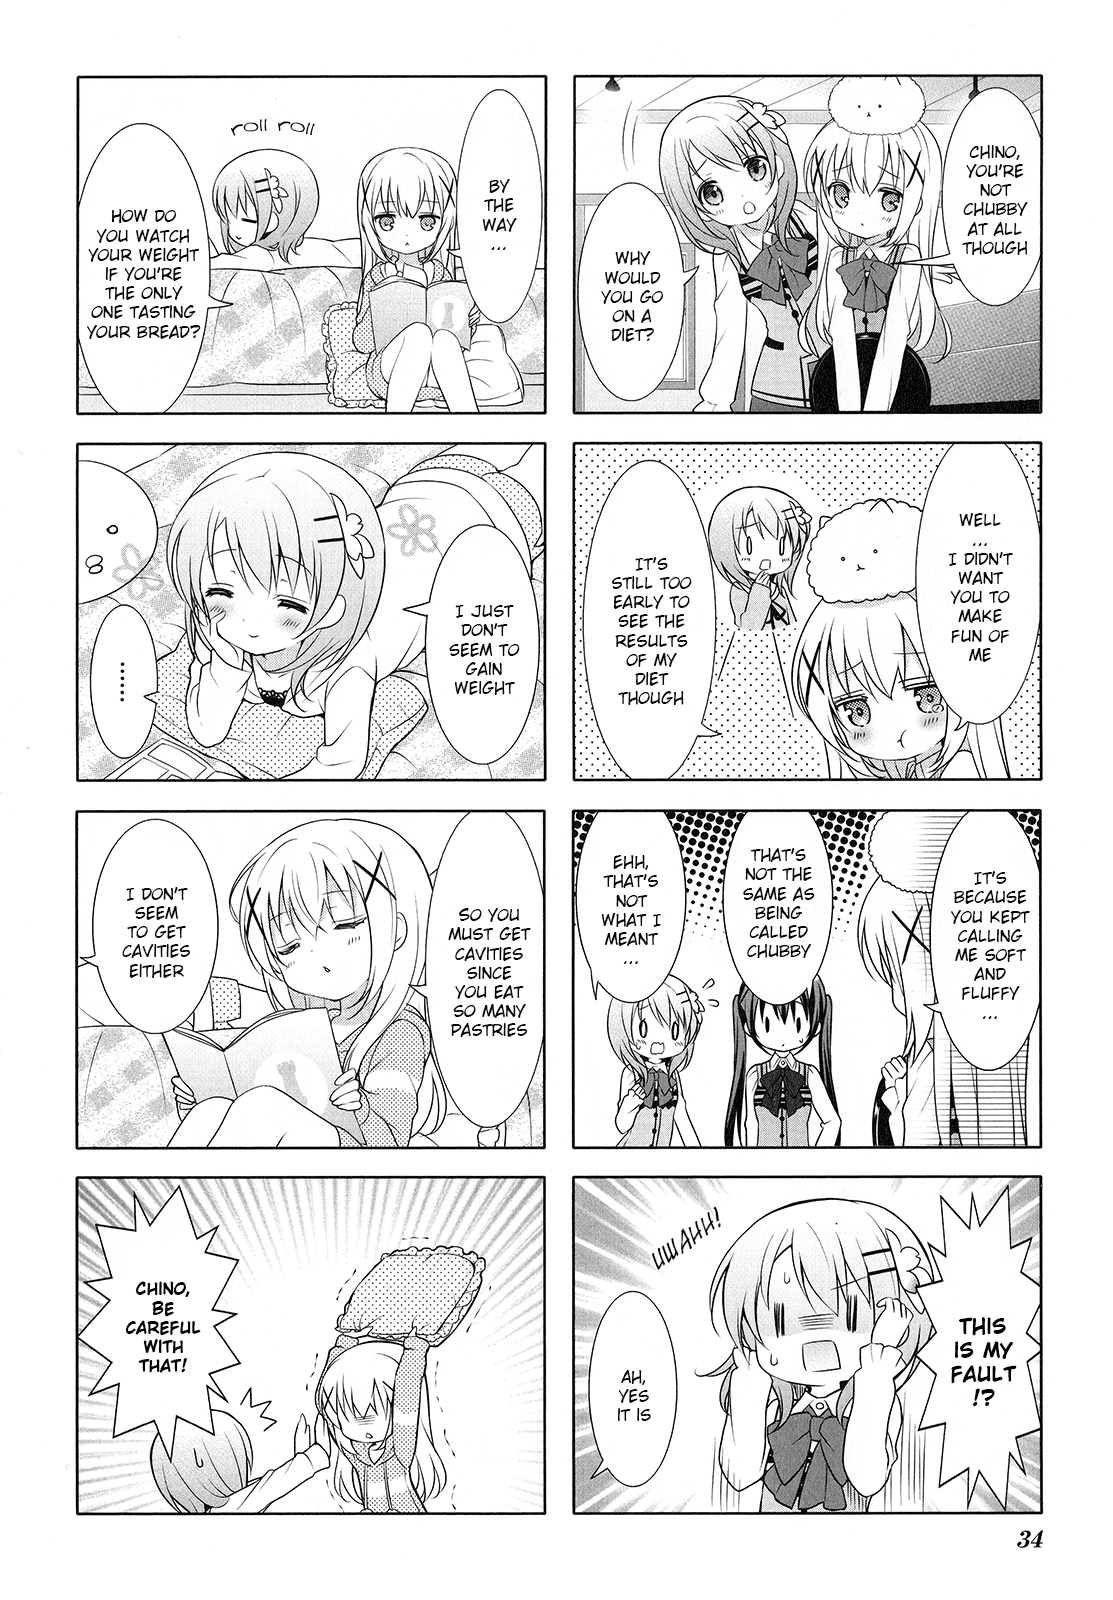 CHINO,
YOU'RE
NOT
CHUBBY
AT ALL
THOUGH
WHY
WOULD
YOU GO
ON A
DIET?
WELL
...
I DIDN'T
WANT
YOU TO
MAKE
FUN OF
ME
IT'S
STILL TOO
EARLY TO
SEE THE
RESULTS
OF MY
DIET
THOUGH
IT'S
BECAUSE
YOU KEPT
CALLING
ME SOFT
AND
FLUFFY
...
THAT'S
NOT THE
SAME AS
BEING
CALLED
CHUBBY
EHH,
THAT'S
NOT
WHAT I
MEANT
...
THIS
IS MY
FAULT
!?
UWAHH!
AH,
YES
IT IS
BY
THE
WAY
...
roll roll
HOW DO
YOU WATCH
YOUR WEIGHT
IF YOU'RE
THE ONLY
ONE TASTING
YOUR BREAD?
I JUST
DON'T
SEEM TO
GAIN
WEIGHT
......
SO YOU
MUST GET
CAVITIES
SINCE
YOU EAT
SO MANY
PASTRIES
I DON'T
SEEM
TO GET
CAVITIES
EITHER
CHINO,
BE
CAREFUL
WITH
THAT!
34